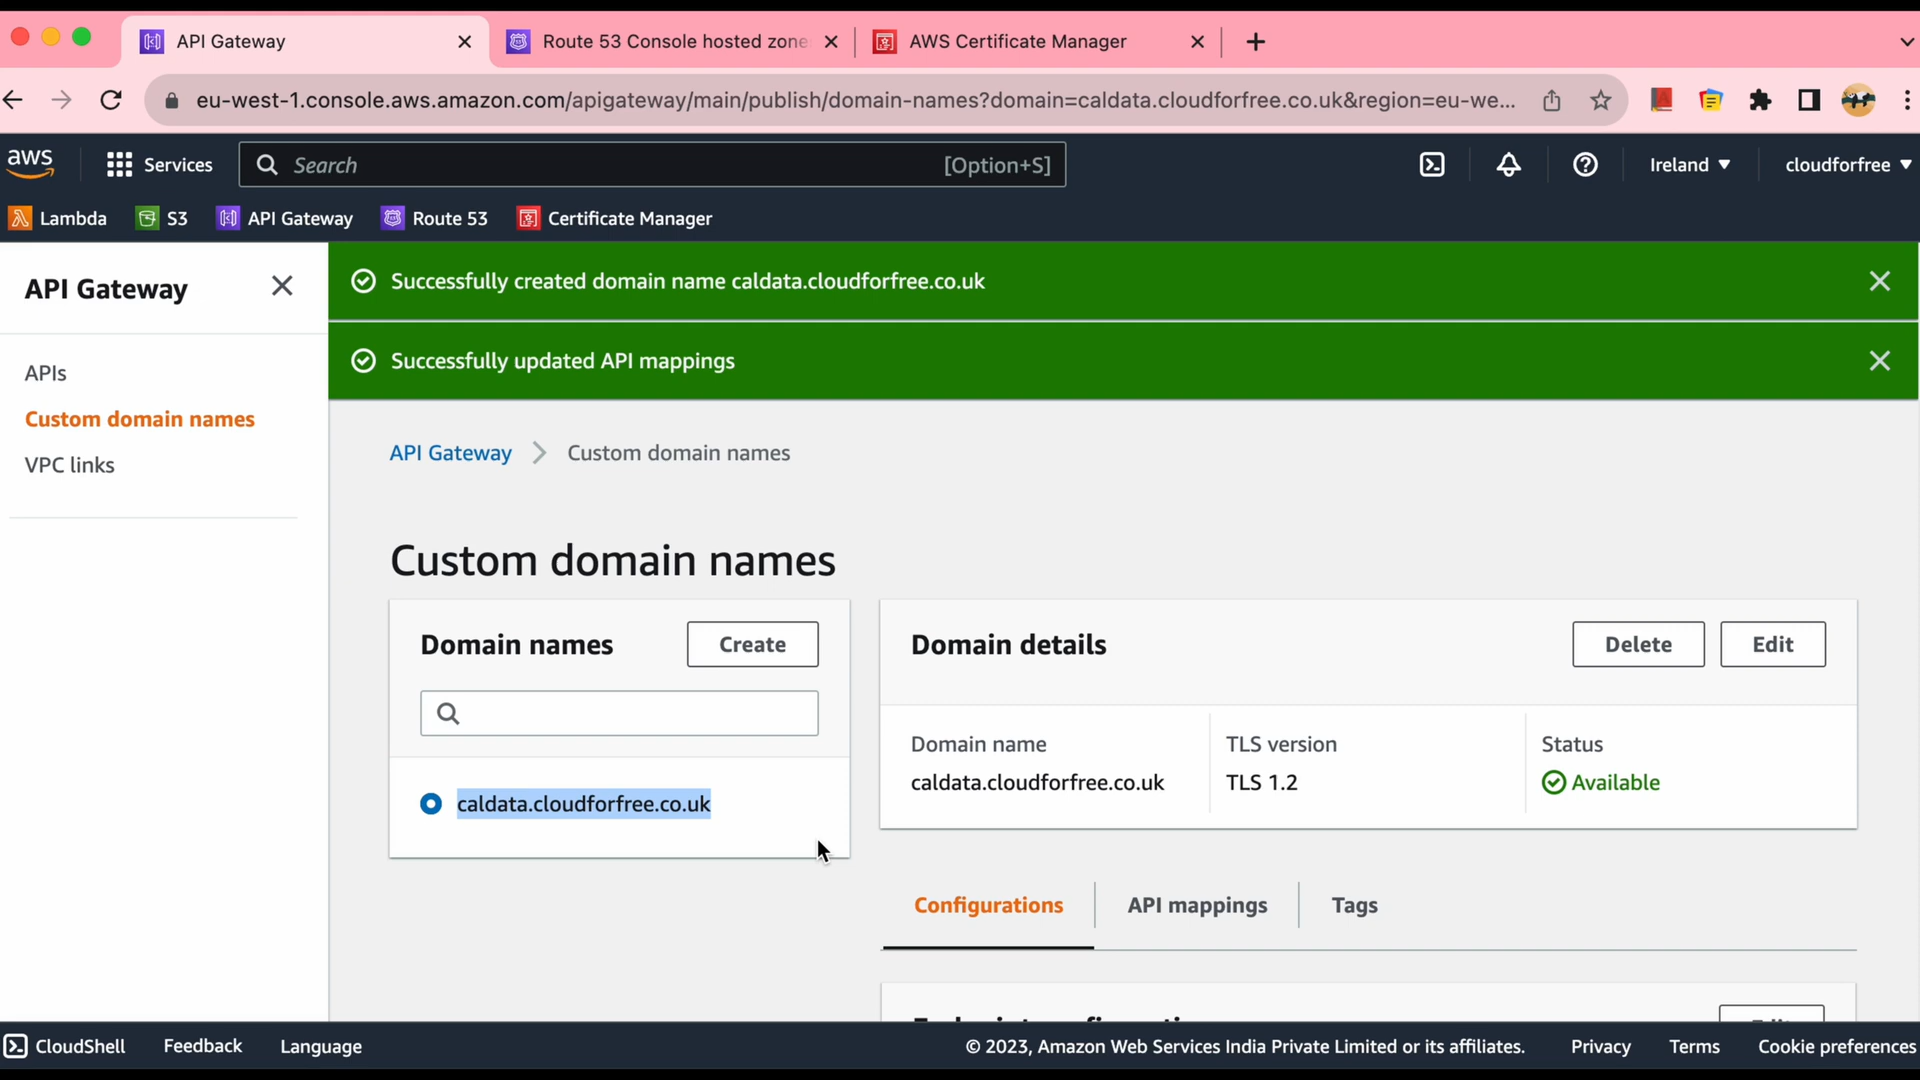 API Gateway
Route 53 Console hosted zone
AWS Certificate Manager
eu-west-1.console.aws.amazon.com/apigateway/main/publish/domain-names?domain=caldata.cloudforfree.co.uk&region=eu-we...
aws
Services
Search
[Option+S]
Ireland
cloudforfree
Lambda
S3
API Gateway
Route 53
Certificate Manager
API Gateway
APIs
Custom domain names
VPC links
Successfully created domain name caldata.cloudforfree.co.uk
Successfully updated API mappings
API Gateway
Custom domain names
Custom domain names
Domain names
Create
caldata.cloudforfree.co.uk
Domain details
Delete
Edit
Domain name
caldata.cloudforfree.co.uk
TLS version
TLS 1.2
Status
Available
Configurations
API mappings
Tags
CloudShell
Feedback
Language
© 2023, Amazon Web Services India Private Limited or its affiliates.
Privacy
Terms
Cookie preferences